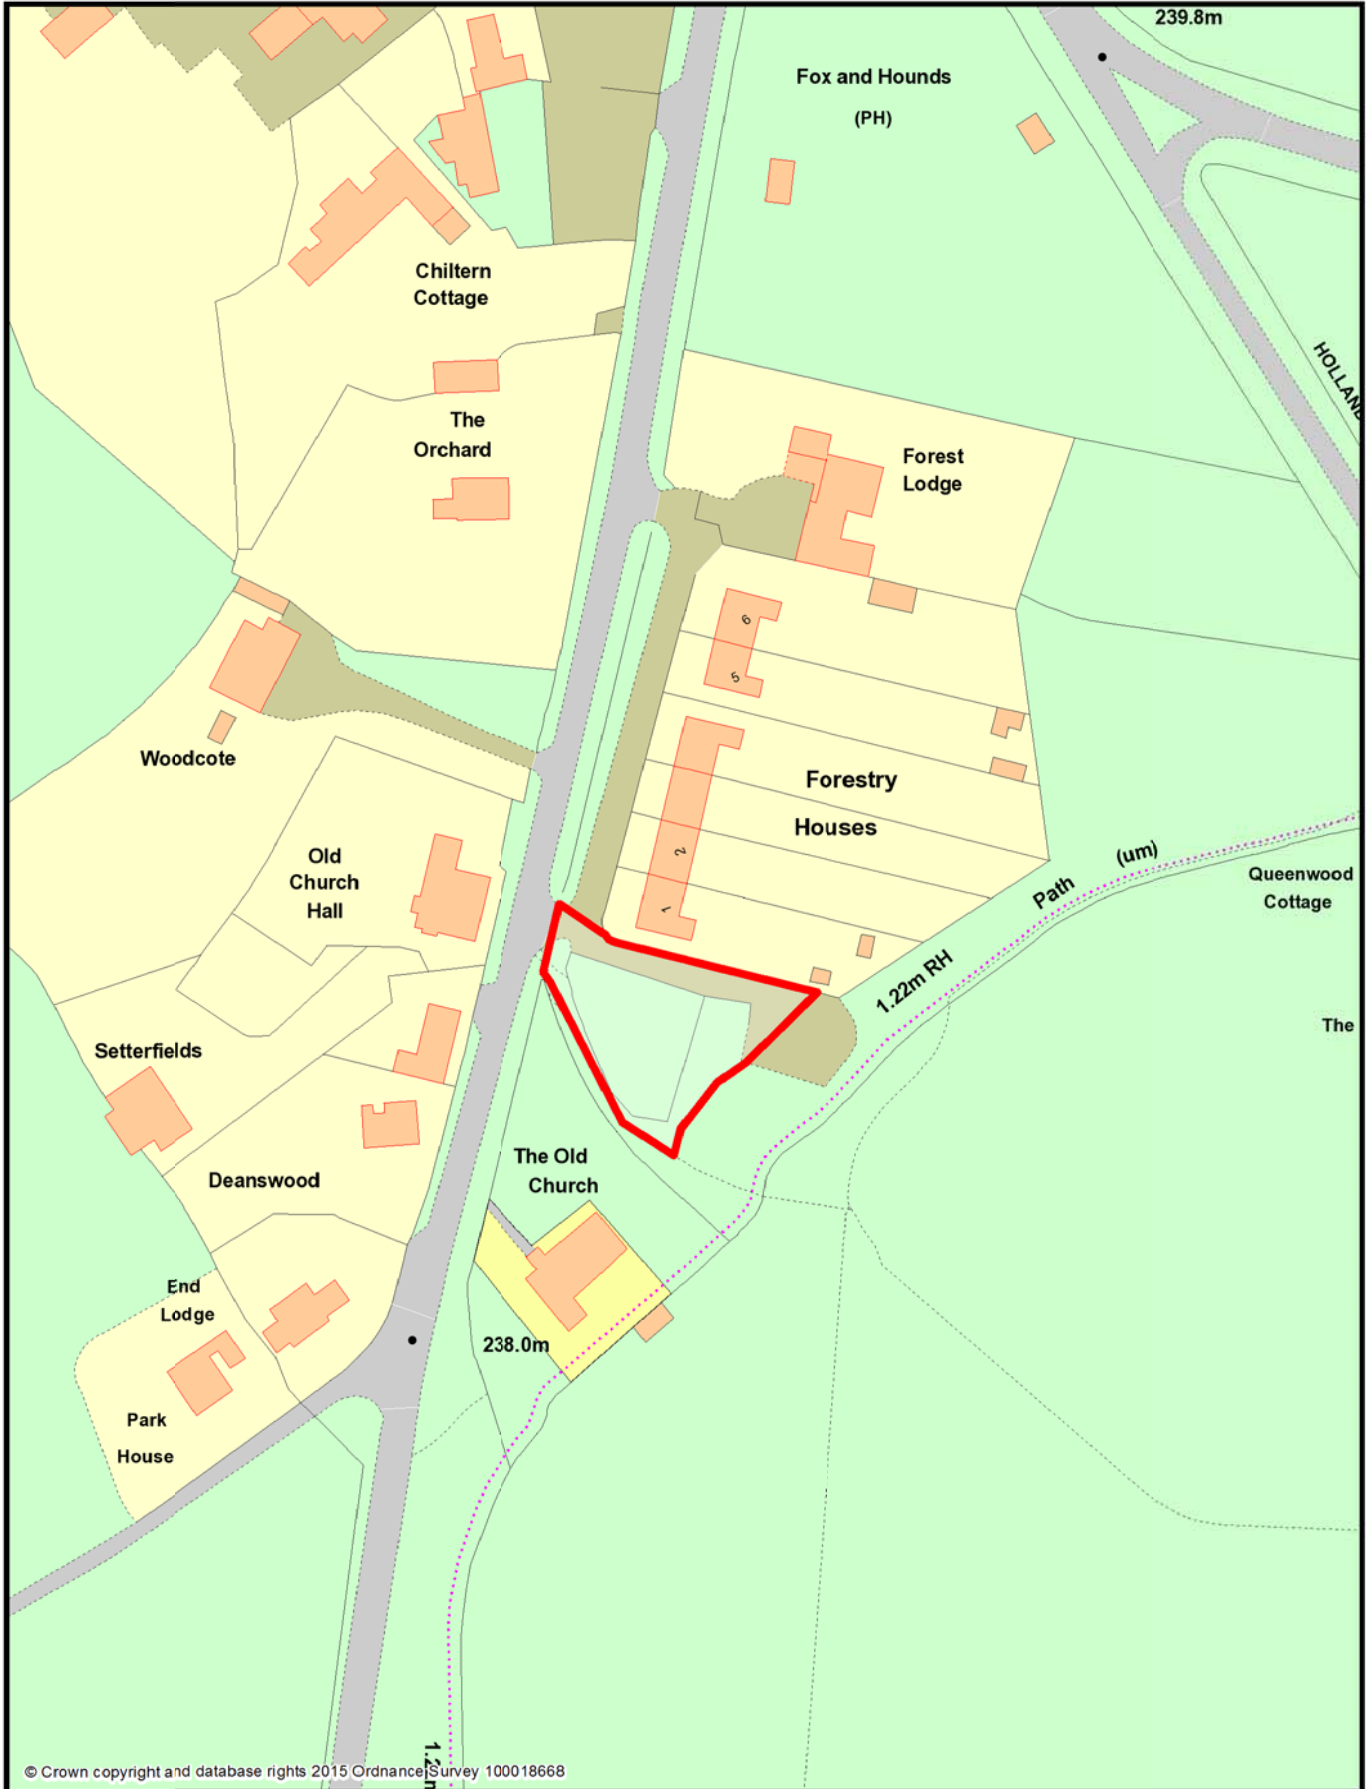 239.8m
Fox and Hounds
(PH)
Chiltern
Cottage
HOLLAND
The
Orchard
Forest
Lodge
6
5
Woodcote
Forestry
Houses
2
1
Old
Church
Hall
Path
(um)
Queenwood
Cottage
1.22m RH
The
Setterfields
The Old
Church
Deanswood
End
Lodge
238.0m
Park
House
© Crown copyright and database rights 2015 Ordnance Survey 100018668